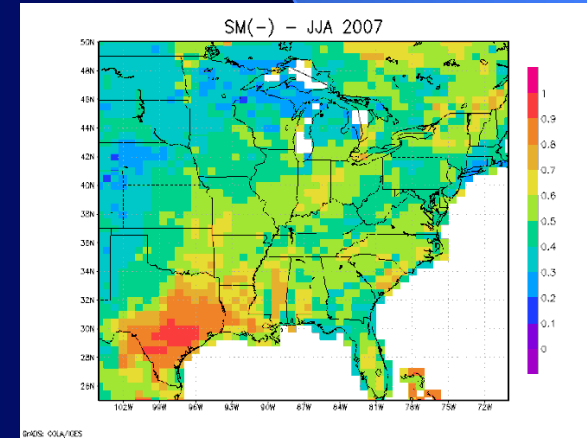 SM(-) - JJA 2007
50N
48N
46N
44N
42N
40N
38N
36N
34N
32N
30N
28N
26N
102W 99W 96W 93W 90W 87W 84W 81W 78W 75W 72W
1
0.9
0.8
0.7
0.6
0.5
0.4
0.3
0.2
0.1
0
GrADS: COLA/IGES